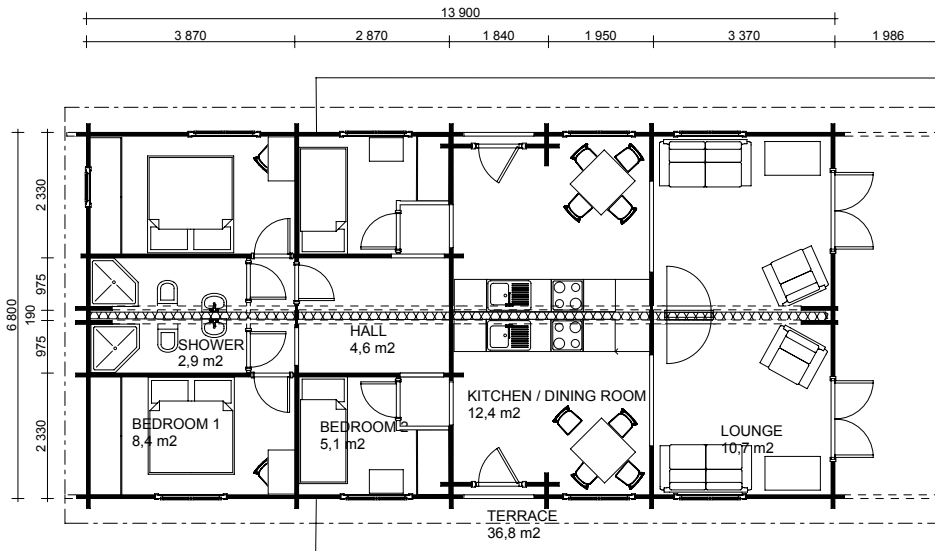 13 900
3 870
2 870
1 840
1 950
3 370
1 986
6 800
2 330
975
190
975
2 330
SHOWER
2,9 m2
HALL
4,6 m2
KITCHEN / DINING ROOM
12,4 m2
BEDROOM 1
8,4 m2
BEDROOM 2
5,1 m2
LOUNGE
10,7 m2
TERRACE
36,8 m2